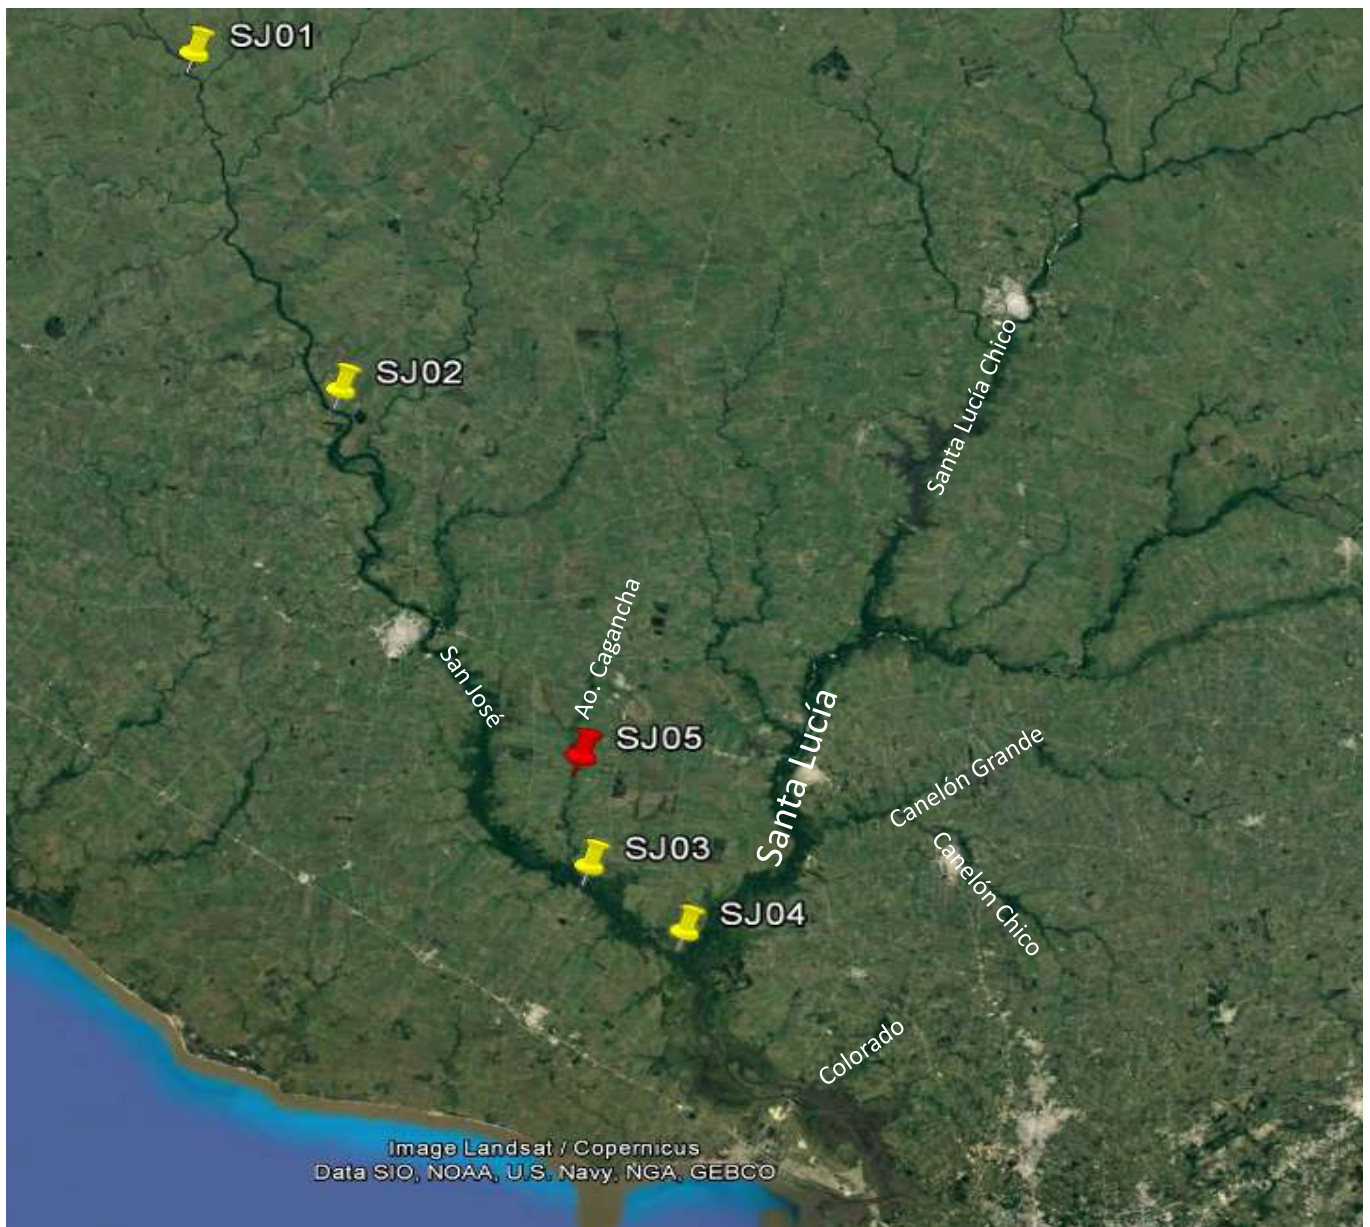 SJ01
SJ02
Santa Lucía Chico
Ao. Cagancha
San José
SJ05
Santa Lucía
Canelón Grande
SJ03
Canelón Chico
SJ04
Colorado
Image Landsat / Copernicus
Data SIO, NOAA, U.S. Navy, NGA, GEBCO